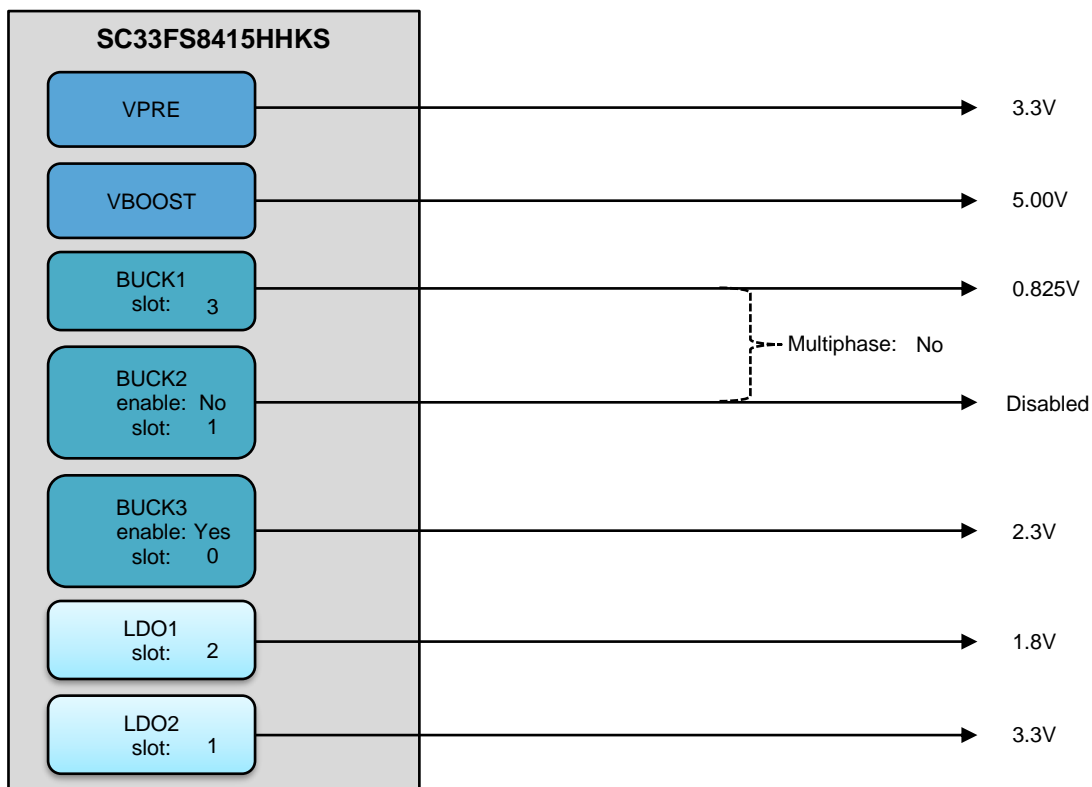 SC33FS8415HHKS
VPRE
3.3V
VBOOST
5.00V
BUCK1
slot: 3
0.825V
Multiphase: No
BUCK2
enable: No
slot: 1
Disabled
BUCK3
enable: Yes
slot: 0
2.3V
LDO1
slot: 2
1.8V
LDO2
slot: 1
3.3V